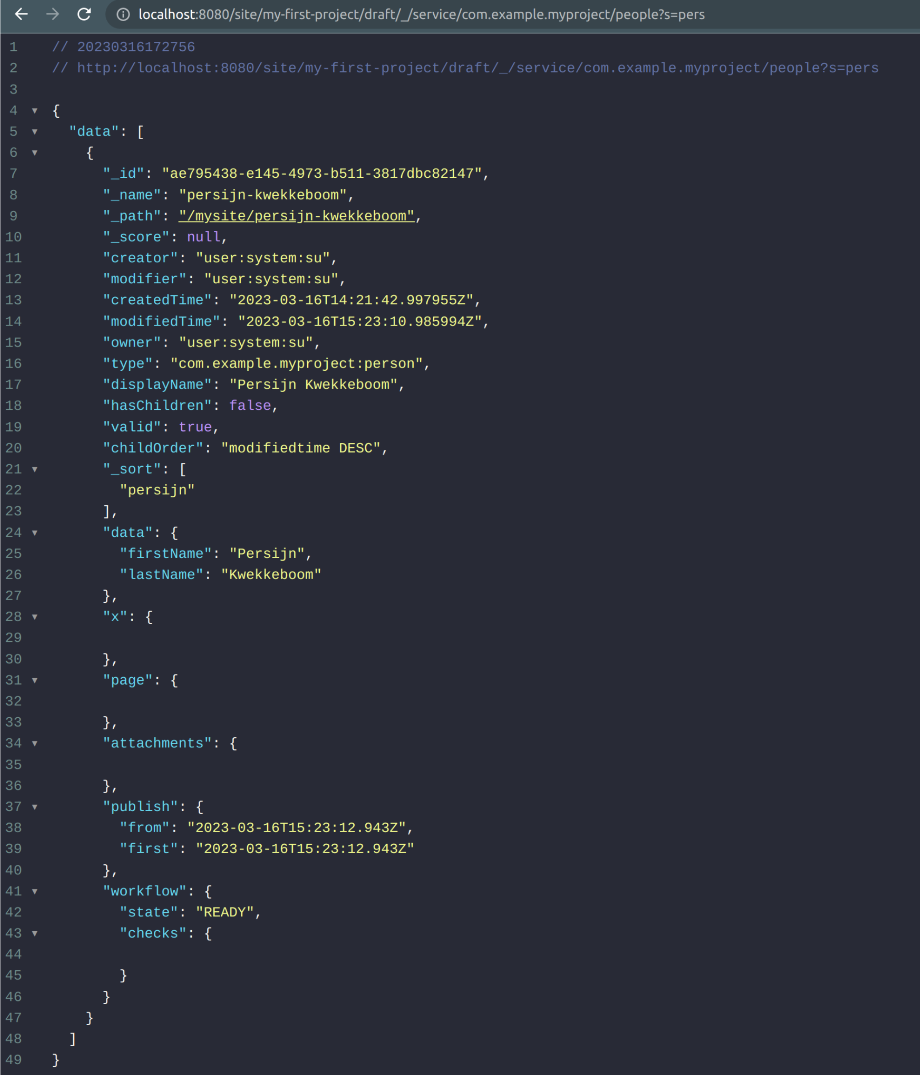 localhost:8080/site/my-first-project/draft/_/service/com.example.myproject/people?s=pers
1 // 20230316172756
2 // http://localhost:8080/site/my-first-project/draft/_/service/com.example.myproject/people?s=pers
3
4 {
5 "data": [
6 {
7 "_id": "ae795438-e145-4973-b511-3817dbc82147",
8 "_name": "persijn-kwekkeboom",
9 "_path": "/mysite/persijn-kwekkeboom",
10 "_score": null,
11 "creator": "user:system:su",
12 "modifier": "user:system:su",
13 "createdTime": "2023-03-16T14:21:42.997955Z",
14 "modifiedTime": "2023-03-16T15:23:10.985994Z",
15 "owner": "user:system:su",
16 "type": "com.example.myproject:person",
17 "displayName": "Persijn Kwekkeboom",
18 "hasChildren": false,
19 "valid": true,
20 "childOrder": "modifiedtime DESC",
21 "_sort": [
22 "persijn"
23 ],
24 "data": {
25 "firstName": "Persijn",
26 "lastName": "Kwekkeboom"
27 },
28 "x": {
29
30 },
31 "page": {
32
33 },
34 "attachments": {
35
36 },
37 "publish": {
38 "from": "2023-03-16T15:23:12.943Z",
39 "first": "2023-03-16T15:23:12.943Z"
40 },
41 "workflow": {
42 "state": "READY",
43 "checks": {
44
45 }
46 }
47 }
48 ]
49 }